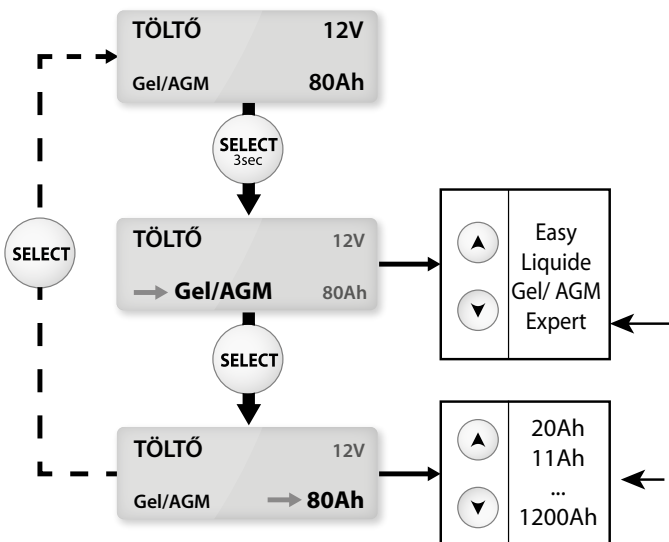 TÖLTŐ 12V
Gel/AGM 80Ah
SELECT
3sec
SELECT
TÖLTŐ 12V
Gel/AGM 80Ah
Easy
Liquide
Gel/ AGM
Expert
SELECT
TÖLTŐ 12V
Gel/AGM 80Ah
20Ah
11Ah
...
1200Ah